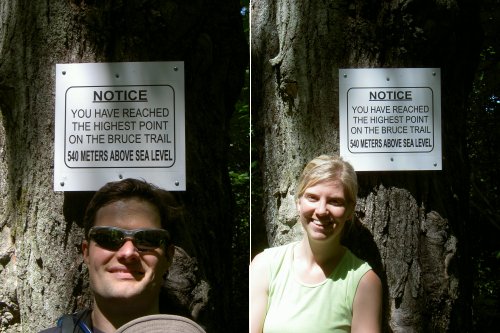 NOTICE
YOU HAVE REACHED
THE HIGHEST POINT
ON THE BRUCE TRAIL
540 METERS ABOVE SEA LEVEL
NOTICE
YOU HAVE REACHED
THE HIGHEST POINT
ON THE BRUCE TRAIL
540 METERS ABOVE SEA LEVEL